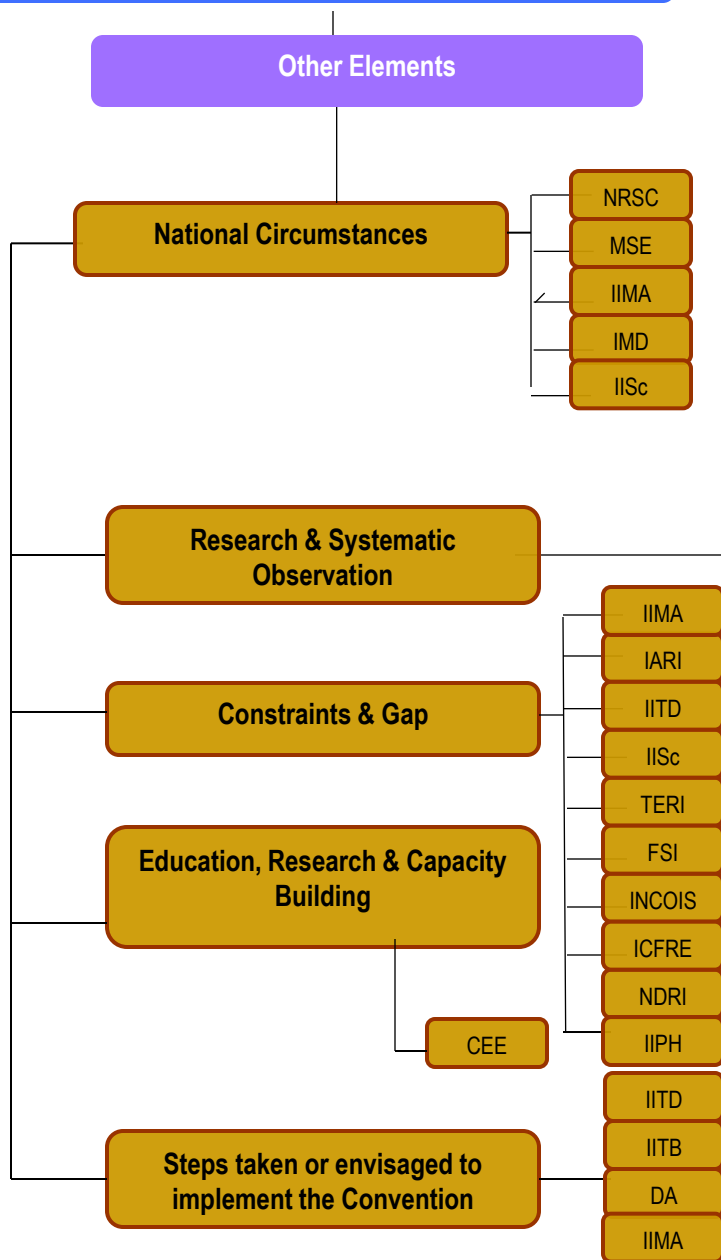 Other Elements
National Circumstances
NRSC
MSE
IIMA
IMD
IISc
Research & Systematic
Observation
Constraints & Gap
IIMA
IARI
IITD
IISc
TERI
FSI
INCOIS
ICFRE
NDRI
IIPH
Education, Research & Capacity
Building
CEE
Steps taken or envisaged to
implement the Convention
IITD
IITB
DA
IIMA